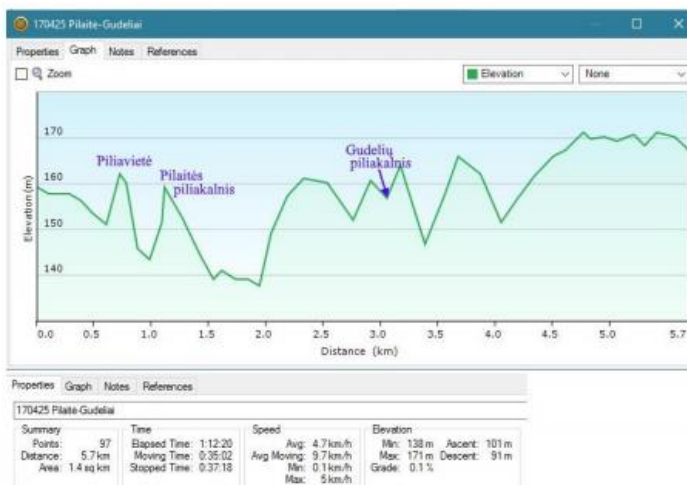 170425 Pilaite-Gudeliai
Properties Graph Notes References
Zoom
Elevation None
170
160
150
140
Elevation (m)
Piliavietė
Pilaitės
piliakalnis
Gudelių
piliakalnis
0.0 0.5 1.0 1.5 2.0 2.5 3.0 3.5 4.0 4.5 5.0 5.7
Distance (km)
Properties Graph Notes References
170425 Pilaite-Gudeliai
Summary Time Speed Elevation
Points: 97 Elapsed Time: 1:12:20 Avg: 4.7 km/h Min: 138 m Ascent: 101 m
Distance: 5.7 km Moving Time: 0:35:02 Avg Moving: 9.7 km/h Max: 171 m Descent: 91 m
Area: 1.4 sq km Stopped Time: 0:37:18 Min: 0.1 km/h Grade: 0.1 %
Max: 5 km/h